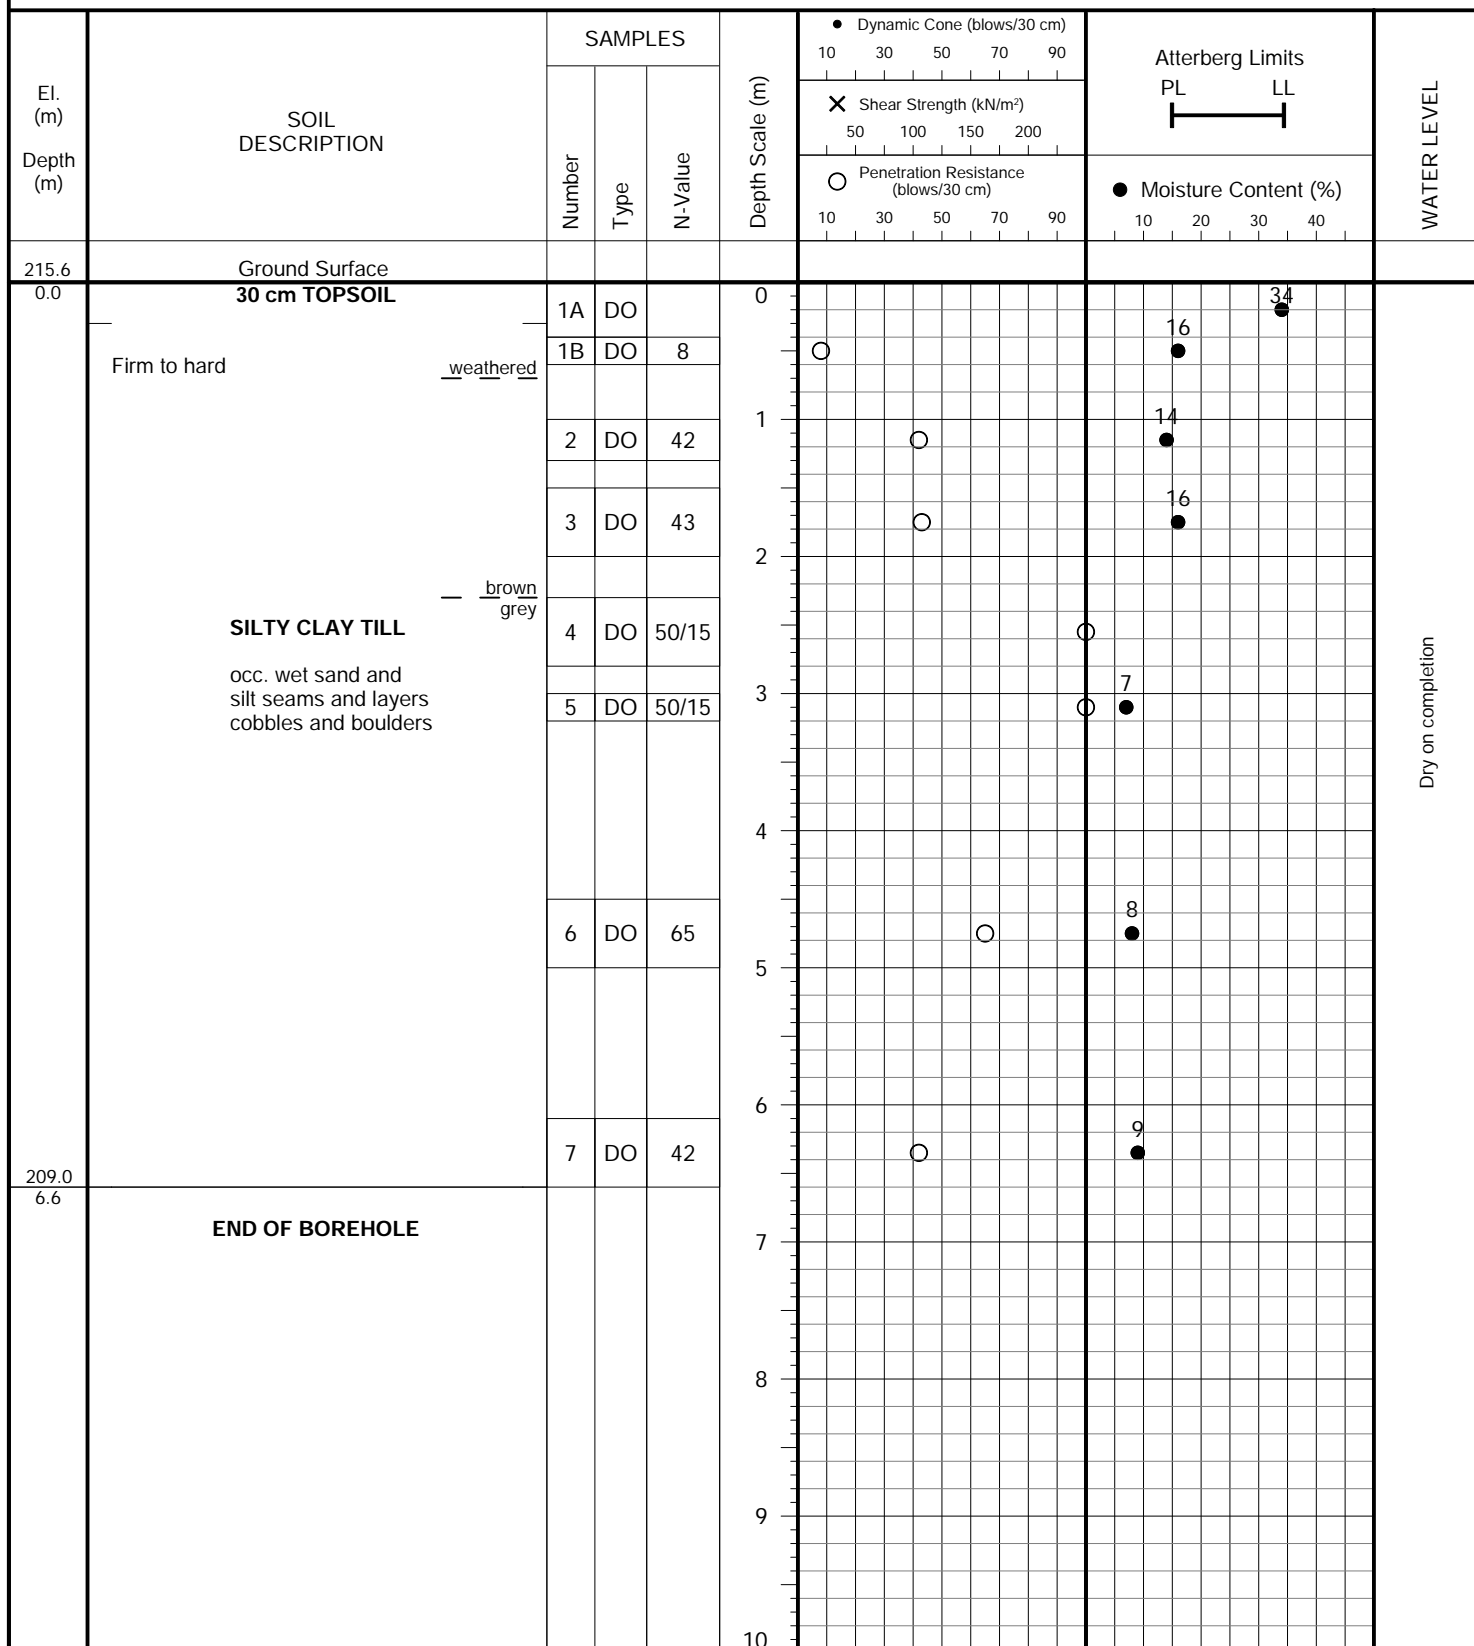 El.
(m)
Depth
(m)
SOIL
DESCRIPTION
SAMPLES
Number
Type
N-Value
Depth Scale (m)
Dynamic Cone (blows/30 cm)
10 30 50 70 90
Shear Strength (kN/m²)
50 100 150 200
Penetration Resistance
(blows/30 cm)
10 30 50 70 90
Atterberg Limits
PL LL
Moisture Content (%)
10 20 30 40
WATER LEVEL
215.6 Ground Surface
0.0 30 cm TOPSOIL
0
34
1A DO
16
1B DO 8
Firm to hard
weathered
1
14
2 DO 42
16
3 DO 43
2
brown
grey
SILTY CLAY TILL
4 DO 50/15
occ. wet sand and
silt seams and layers
cobbles and boulders
7
3
5 DO 50/15
Dry on completion
4
8
6 DO 65
5
6
9
7 DO 42
209.0
6.6
END OF BOREHOLE
7
8
9
10